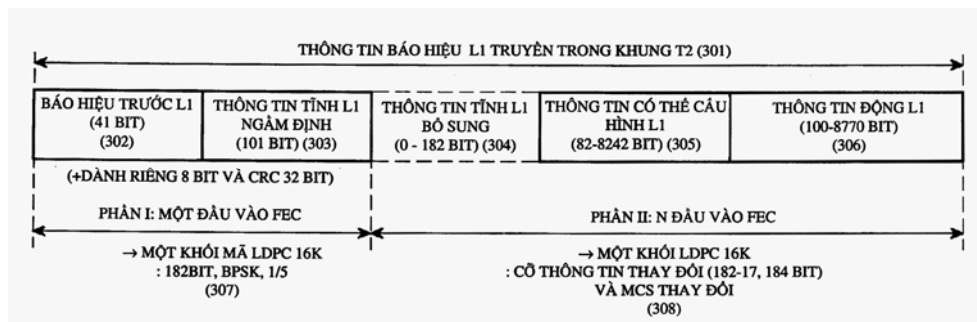 THÔNG TIN BÁO HIỆU L1 TRUYỀN TRONG KHUNG T2 (301)
BÁO HIỆU TRƯỚC L1
(41 BIT)
(302)
THÔNG TIN TĨNH L1
NGẦM ĐỊNH
(101 BIT) (303)
THÔNG TIN TĨNH L1
BỔ SUNG
(0 - 182 BIT) (304)
THÔNG TIN CÓ THỂ CẤU
HÌNH L1
(82-8242 BIT) (305)
THÔNG TIN ĐỘNG L1
(100-8770 BIT)
(306)
(+DÀNH RIÊNG 8 BIT VÀ CRC 32 BIT)
PHẦN I: MỘT ĐẦU VÀO FEC
PHẦN II: N ĐẦU VÀO FEC
→ MỘT KHỐI MÃ LDPC 16K
: 182BIT, BPSK, 1/5
(307)
→ MỘT KHỐI LDPC 16K
: CỠ THÔNG TIN THAY ĐỔI (182-17, 184 BIT)
VÀ MCS THAY ĐỔI
(308)